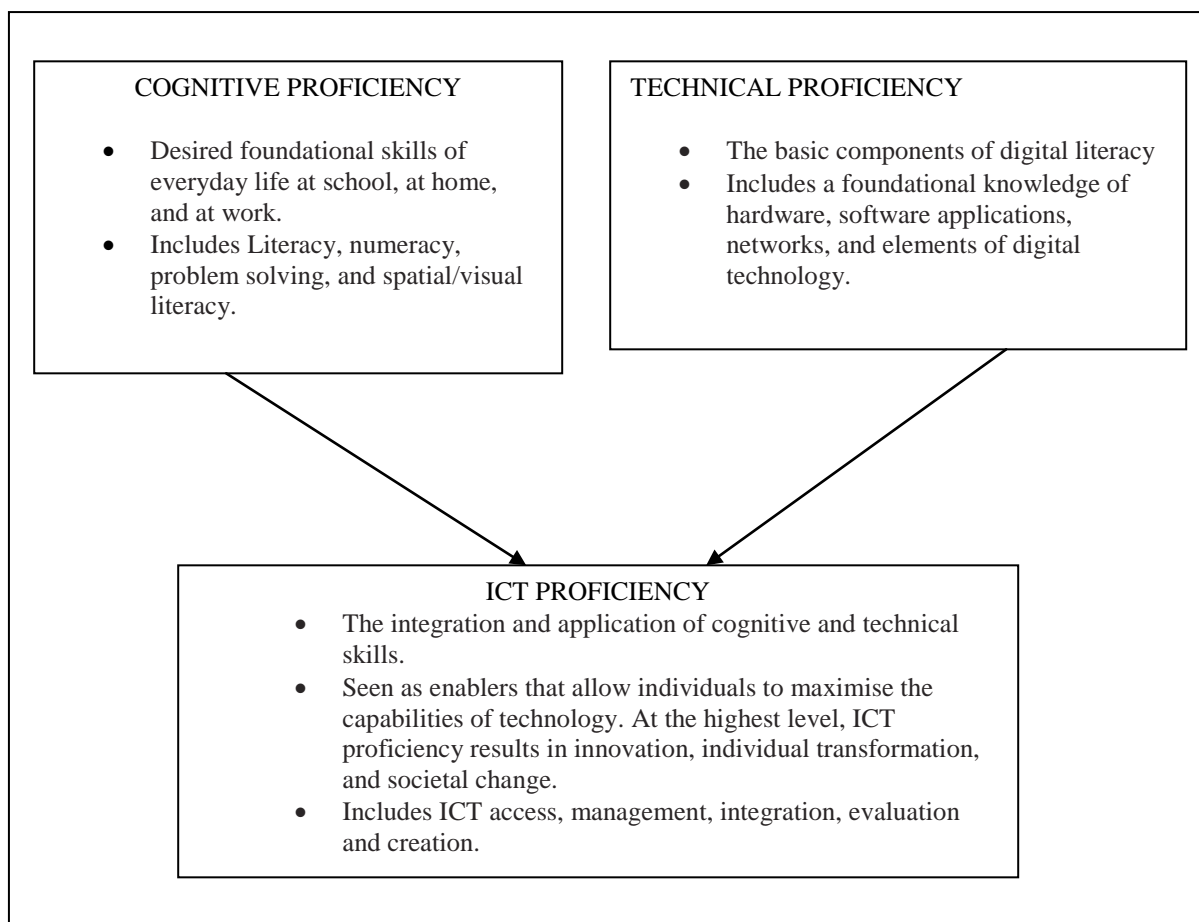 COGNITIVE PROFICIENCY
• Desired foundational skills of
everyday life at school, at home,
and at work.
• Includes Literacy, numeracy,
problem solving, and spatial/visual
literacy.
TECHNICAL PROFICIENCY
• The basic components of digital literacy
• Includes a foundational knowledge of
hardware, software applications,
networks, and elements of digital
technology.
ICT PROFICIENCY
• The integration and application of cognitive and technical
skills.
• Seen as enablers that allow individuals to maximise the
capabilities of technology. At the highest level, ICT
proficiency results in innovation, individual transformation,
and societal change.
• Includes ICT access, management, integration, evaluation
and creation.